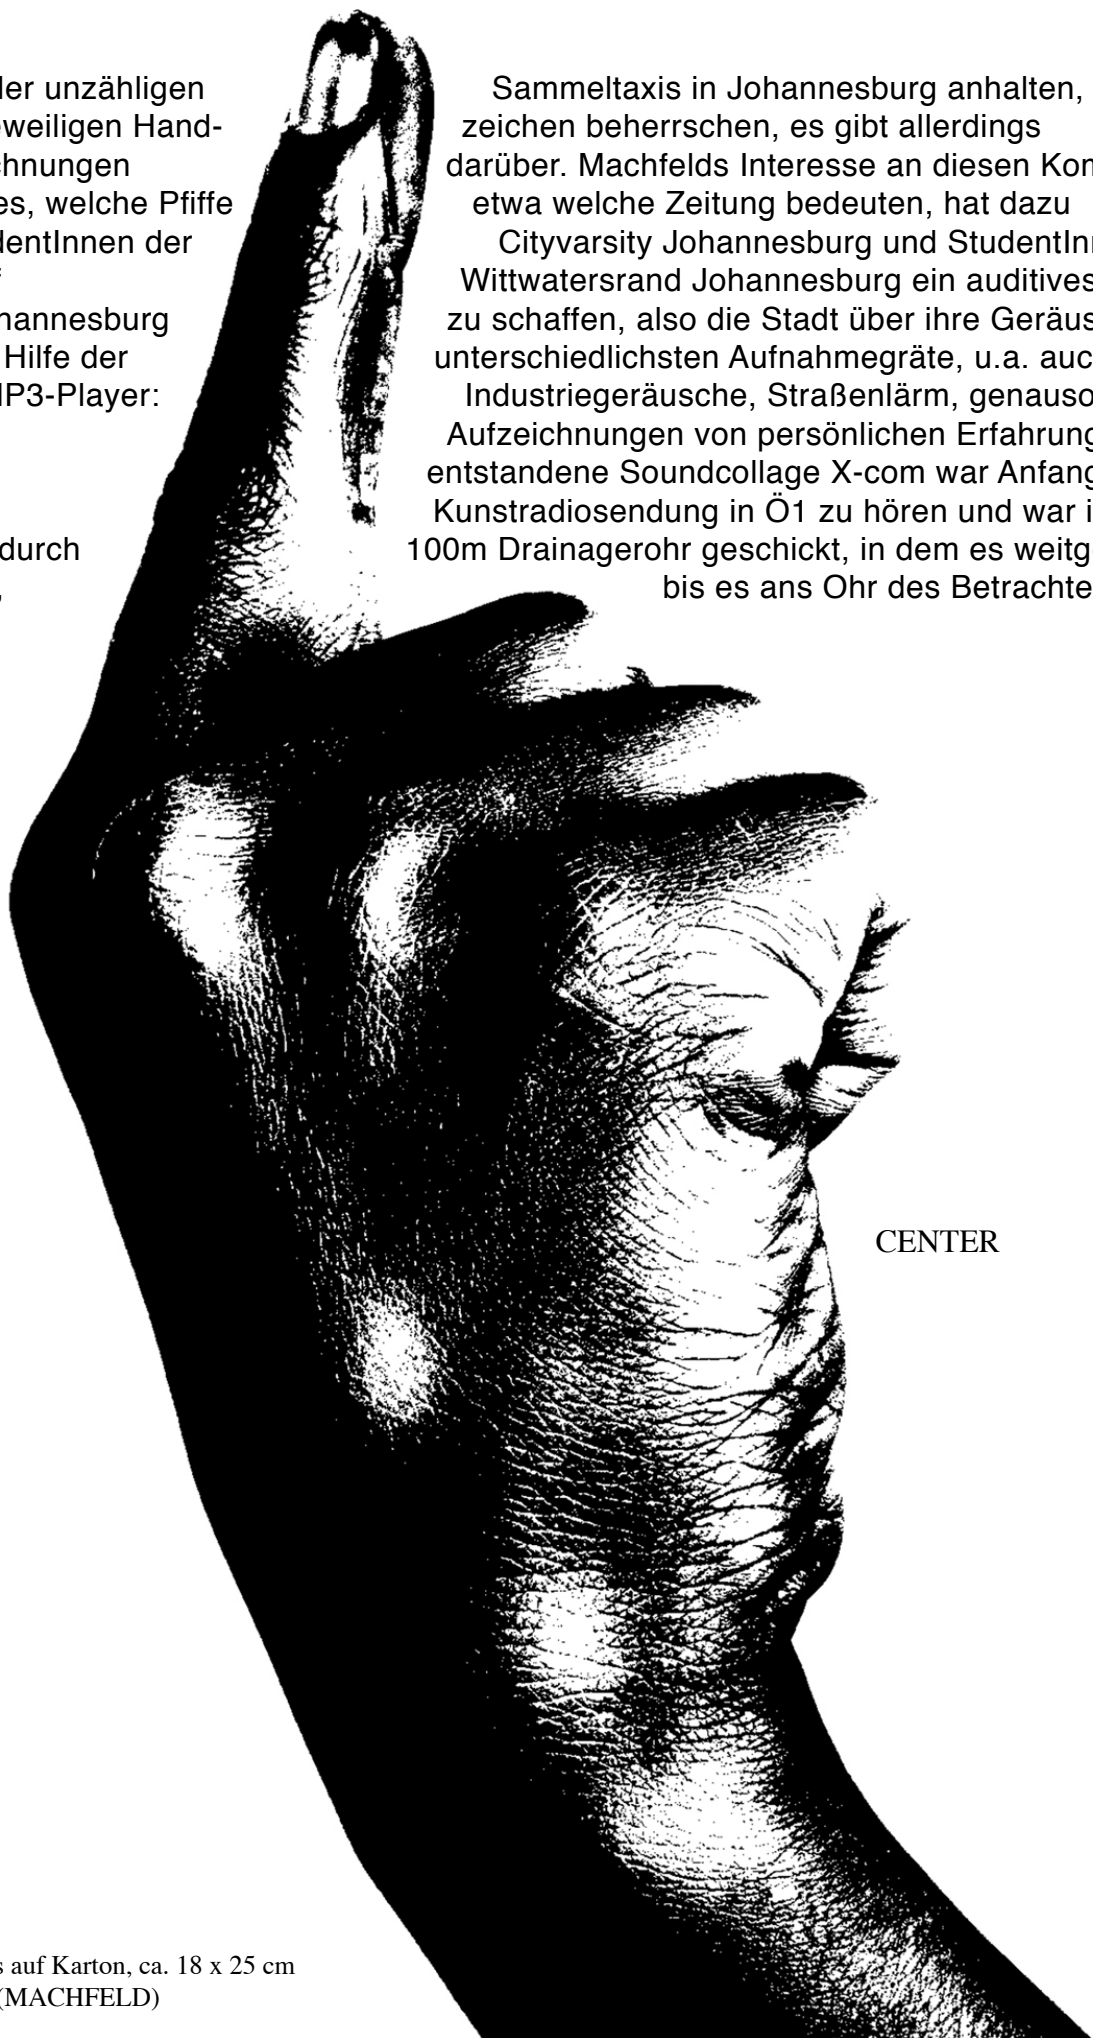 ler unzähligen Sammeltaxis in Johannesburg anhalten,
eweiligen Hand- zeichen beherrschen, es gibt allerdings
chnungen darüber. Machfelds Interesse an diesen Kom
es, welche Pfiffe etwa welche Zeitung bedeuten, hat dazu
dentInnen der Cityvarsity Johannesburg und StudentInn
Wittwatersrand Johannesburg ein auditives
hannesburg zu schaffen, also die Stadt über ihre Geräus
Hilfe der unterschiedlichsten Aufnahmegräte, u.a. auc
MP3-Player: Industriegeräusche, Straßenlärm, genauso
Aufzeichnungen von persönlichen Erfahrung
entstandene Soundcollage X-com war Anfang
Kunstradiosendung in Ö1 zu hören und war i
durch 100m Drainagerohr geschickt, in dem es weitg
bis es ans Ohr des Betrachte
CENTER
s auf Karton, ca. 18 x 25 cm
(MACHFELD)